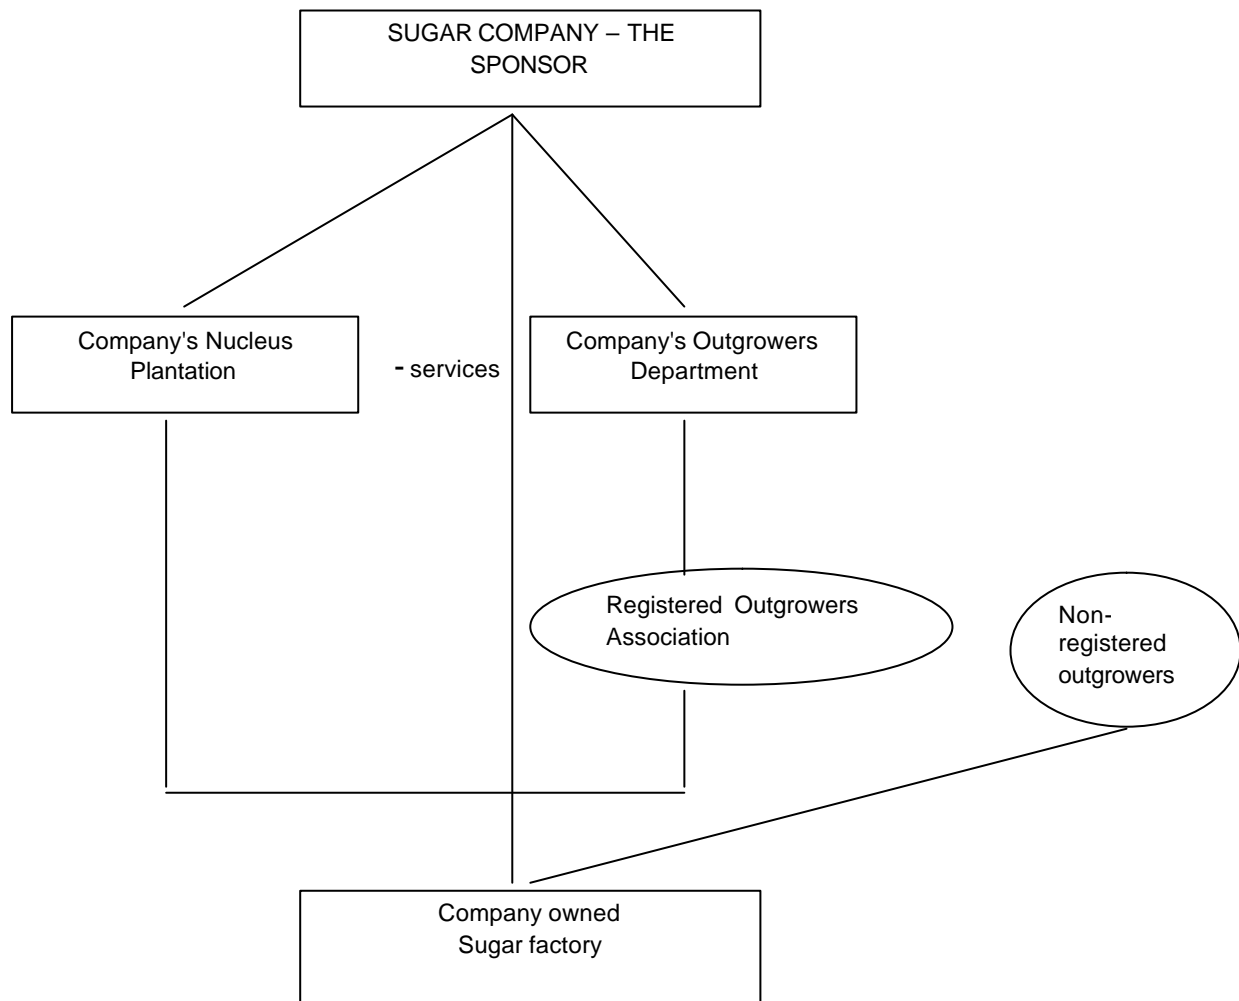 SUGAR COMPANY – THE
SPONSOR
Company's Nucleus
Plantation
- services
Company's Outgrowers
Department
Registered Outgrowers
Association
Non-
registered
outgrowers
Company owned
Sugar factory